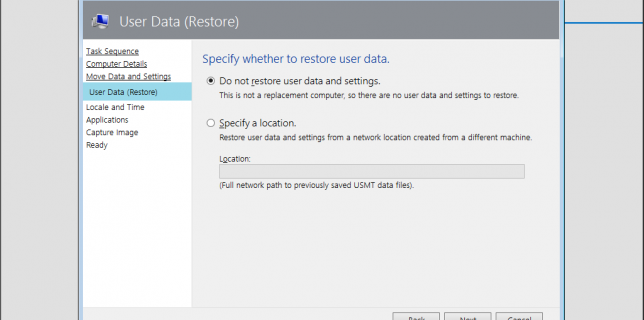 User Data (Restore)
Task Sequence
Computer Details
Move Data and Settings
User Data (Restore)
Locale and Time
Applications
Capture Image
Ready
Specify whether to restore user data.
Do not restore user data and settings.
This is not a replacement computer, so there are no user data and settings to restore.
Specify a location.
Restore user data and settings from a network location created from a different machine.
Location:
(Full network path to previously saved USMT data files).
Back
Next
Cancel